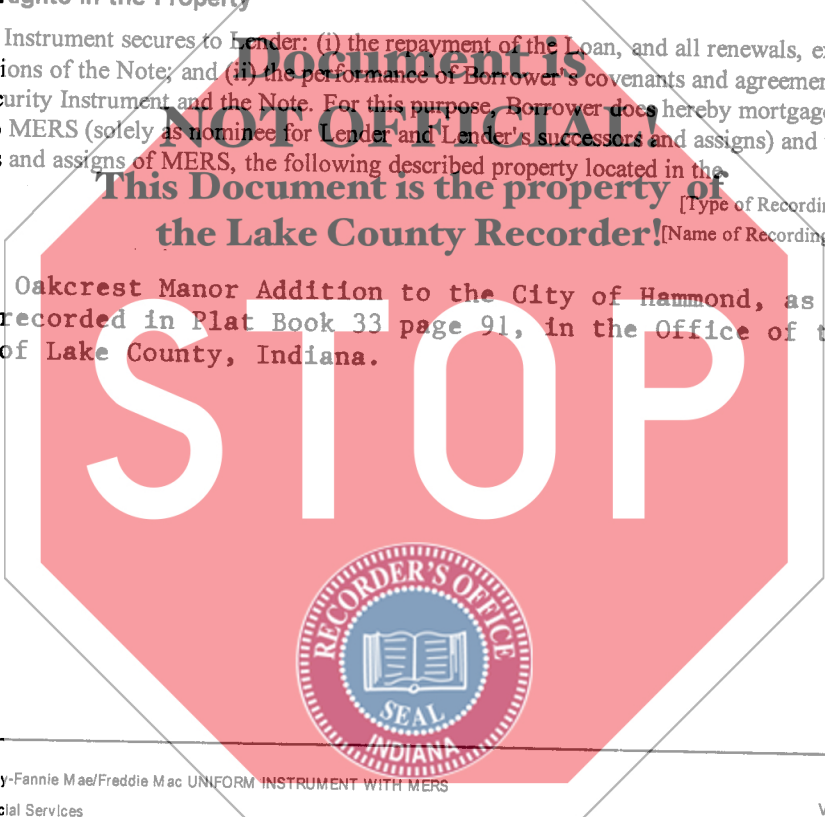 ights in the Property
Instrument secures to Lender: (i) the repayment of the Loan, and all renewals, e
ions of the Note; and (ii) the performance of Borrower's covenants and agreemen
curity Instrument and the Note. For this purpose, Borrower does hereby mortgag
MERS (solely as nominee for Lender and Lender's successors and assigns) and
and assigns of MERS, the following described property located in the
Document is
NOT OFFICIAL!
This Document is the property of
the Lake County Recorder!
[Type of Recordin
[Name of Recording
Oakcrest Manor Addition to the City of Hammond, as
recorded in Plat Book 33 page 91, in the Office of t
of Lake County, Indiana.
STOP
RECORDER'S OFFICE
SEAL
INDIANA
y-Fannie Mae/Freddie Mac UNIFORM INSTRUMENT WITH MERS
cial Services